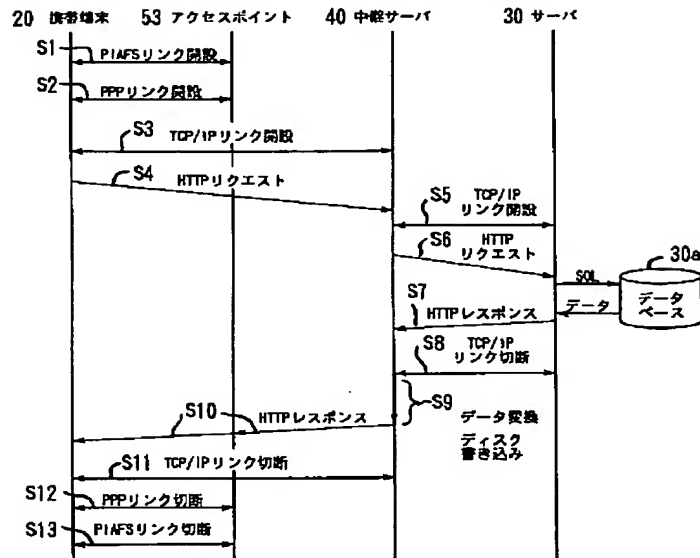 20 携帯端末 53 アクセスポイント 40 中継サーバ 30 サーバ
S1 PIAFSリンク開設
S2 PPPリンク開設
S3 TCP/IPリンク開設
S4 HTTPリクエスト
S5 TCP/IP
リンク開設
S6 HTTP
リクエスト
30a
SQL
データ
データ
ベース
S7 HTTPレスポンス
S8 TCP/IP
リンク切断
S9 データ変換
ディスク
書き込み
S10 HTTPレスポンス
S11 TCP/IPリンク切断
S12 PPPリンク切断
S13 PIAFSリンク切断